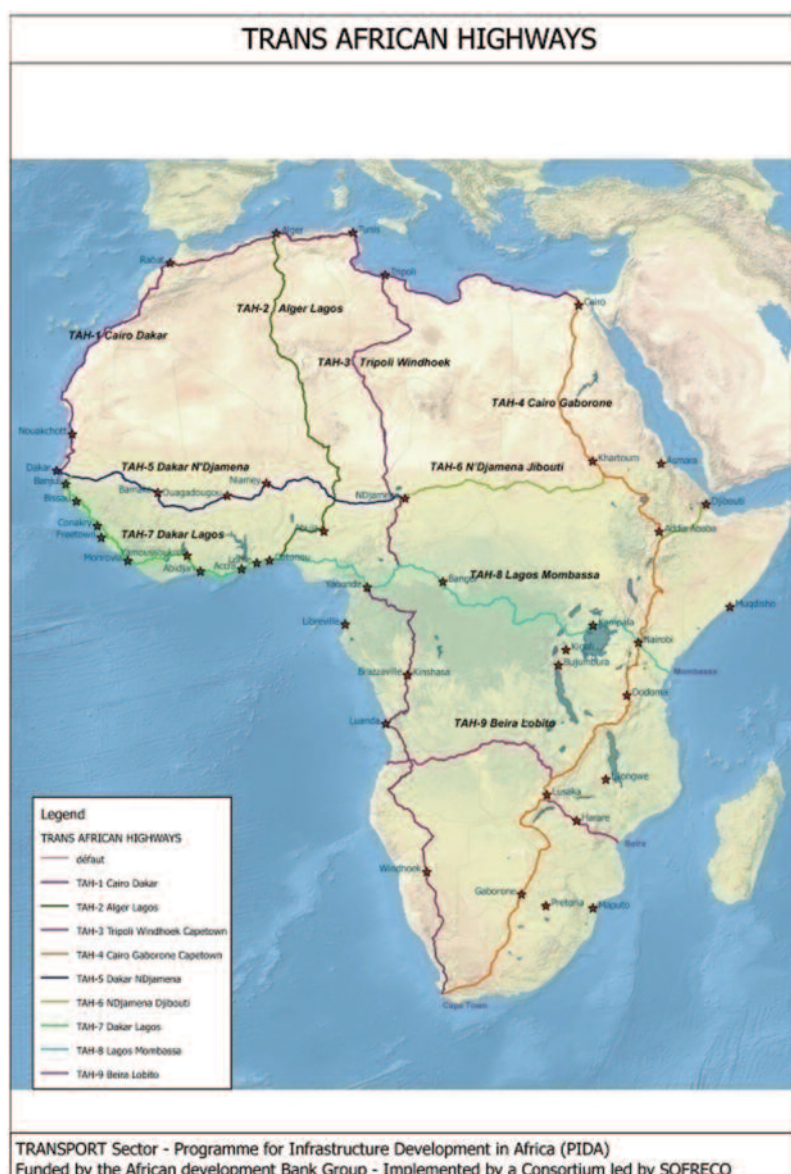 TRANS AFRICAN HIGHWAYS
Alger
Tunis
Rabat
Tripoli
Cairo
TAH-2 Alger Lagos
TAH-1 Cairo Dakar
TAH-3 Tripoli Windhoek
TAH-4 Cairo Gaborone
Nouakchott
Khartoum
Asmara
Dakar
TAH-5 Dakar N'Djamena
TAH-6 N'Djamena Jibouti
Banjul
Niamey
Bamako
Ouagadougou
NDjamena
Bissau
Djibouti
Conakry
TAH-7 Dakar Lagos
Abuja
Addis Ababa
Freetown
Monrovia
Yamoussoukro
Abidjan
Accra
Cotonou
TAH-8 Lagos Mombassa
Yaounde
Bangui
Muqdisho
Libreville
Kampala
Nairobi
Kigali
Bujumbura
Mombassa
Brazzaville
Kinshasa
Dodoma
Luanda
TAH-9 Beira Lobito
Lilongwe
Lusaka
Harare
Beira
Windhoek
Gaborone
Pretoria
Maputo
Cape Town
Legend
TRANS AFRICAN HIGHWAYS
défaut
TAH-1 Cairo Dakar
TAH-2 Alger Lagos
TAH-3 Tripoli Windhoek Capetown
TAH-4 Cairo Gaborone Capetown
TAH-5 Dakar NDjamena
TAH-6 NDjamena Djibouti
TAH-7 Dakar Lagos
TAH-8 Lagos Mombassa
TAH-9 Beira Lobito
TRANSPORT Sector - Programme for Infrastructure Development in Africa (PIDA)
Funded by the African development Bank Group - Implemented by a Consortium led by SOFRECO